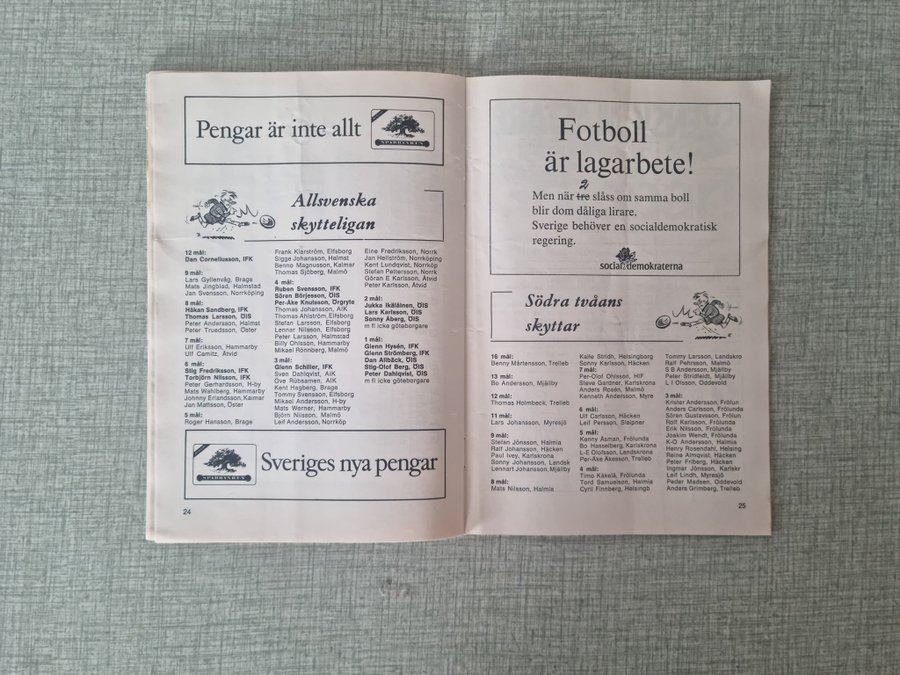 Pengar är inte allt
SPARBANKEN
Allsvenska
skytteligan
12 mål:
Dan Corneliusson, IFK
9 mål:
Lars Gyllenvåg, Brage
Mats Jingblad, Halmstad
Jan Svensson, Norrköping
8 mål:
Håkan Sandberg, IFK
Thomas Larsson, ÖIS
Peter Andersson, Halmst
Peter Truedsson, Öster
7 mål:
Ulf Eriksson, Hammarby
Ulf Camitz, Åtvid
6 mål:
Stig Fredriksson, IFK
Torbjörn Nilsson, IFK
Peter Gerhardsson, H-by
Mats Wahlberg, Hammarby
Johnny Erlandsson, Kalmar
Jan Mattsson, Öster
5 mål:
Roger Hansson, Brage
Frank Klarström, Elfsborg
Sigge Johansson, Halmst
Benno Magnusson, Kalmar
Thomas Sjöberg, Malmö
4 mål:
Ruben Svensson, IFK
Sören Börjesson, ÖIS
Per-Åke Knutsson, Örgryte
Thomas Johansson, AIK
Thomas Ahlström, Elfsborg
Stefan Larsson, Elfsborg
Lennar Nilsson, Elfsborg
Peter Larsson, Halmstad
Billy Ohlsson, Hammarby
Mikael Rönnberg, Malmö
3 mål:
Glenn Schiller, IFK
Sven Dahlqvist, AIK
Ove Rübsamen, AIK
Kent Hagberg, Brage
Tommy Svensson, Elfsborg
Mikael Andersson, H-by
Mats Werner, Hammarby
Björn Nilsson, Malmö
Leif Andersson, Norrköp
Eine Fredriksson, Norrk
Jan Hellström, Norrköping
Kent Lundqvist, Norrköp
Stefan Pettersson, Norrk
Göran E Karlsson, Åtvid
Peter Karlsson, Åtvid
2 mål:
Jukka Ikäläinen, ÖIS
Lars Karlsson, ÖIS
Sonny Åberg, ÖIS
m fl icke göteborgare
1 mål:
Glenn Hysén, IFK
Glenn Strömberg, IFK
Dan Allbäck, ÖIS
Stig-Olof Berg, ÖIS
Peter Dahlqvist, ÖIS
m fl icke göteborgare
SPARBANKEN
Sveriges nya pengar
24
Fotboll
är lagarbete!
2
Men när tre slåss om samma boll
blir dom dåliga lirare.
Sverige behöver en socialdemokratisk
regering.
socialdemokraterna
Södra tvåans
skyttar
16 mål:
Benny Mårtensson, Trelleb
13 mål:
Bo Andersson, Mjällby
12 mål:
Thomas Holmbeck, Trelleb
11 mål:
Lars Johansson, Myresjö
9 mål:
Stefan Jönsson, Halmia
Ralf Johansson, Häcken
Paul Ivey, Karlskrona
Sonny Johansson, Landsk
Lennart Johansson, Mjällby
8 mål:
Mats Nilsson, Halmia
Kalle Stridh, Helsingborg
Sonny Karlsson, Häcken
7 mål:
Per-Olof Ohlsson, HIF
Steve Gardner, Karlskrona
Anders Rosén, Malmö
Kenneth Andersson, Myre
6 mål:
Ulf Carlsson, Häcken
Leif Persson, Sleipner
5 mål:
Kenny Åsman, Frölunda
Bo Hasselberg, Karlskrona
L-E Olofsson, Landskrona
Per-Åke Åkesson, Trelleb
4 mål:
Timo Käkelä, Frölunda
Tord Samuelson, Halmia
Cyril Finnberg, Helsingb
Tommy Larsson, Landskro
Ralf Pehrsson, Malmö
S B Andersson, Mjällby
Peter Stridfeldt, Mjällby
L I Olsson, Oddevold
3 mål:
Krister Andersson, Frölun
Anders Carlsson, Frölunda
Sören Gustavsson, Frölun
Rolf Karlsson, Frölunda
Erik Nilsson, Frölunda
Joakim Wendt, Frölunda
K-O Andersson, Halmia
Henry Rosendahl, Helsing
Raine Almqvist, Häcken
Peter Friberg, Häcken
Ingmar Jönsson, Karlskr
Leif Lindh, Myresjö
Peder Madsen, Oddevold
Anders Grimberg, Trelleb
25